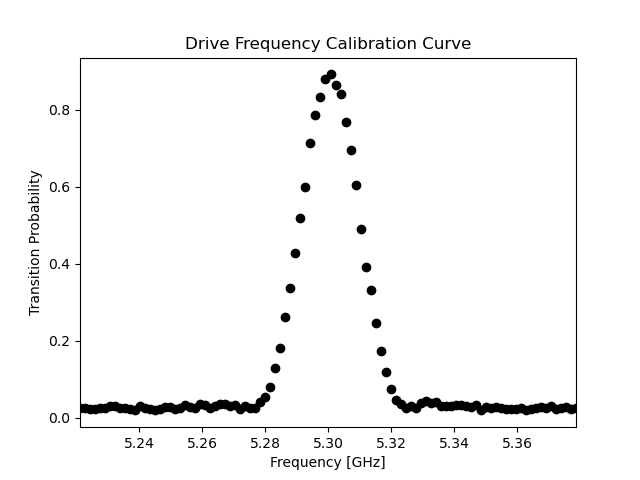 Drive Frequency Calibration Curve
Transition Probability
0.8
0.6
0.4
0.2
0.0
5.24 5.26 5.28 5.30 5.32 5.34 5.36
Frequency [GHz]